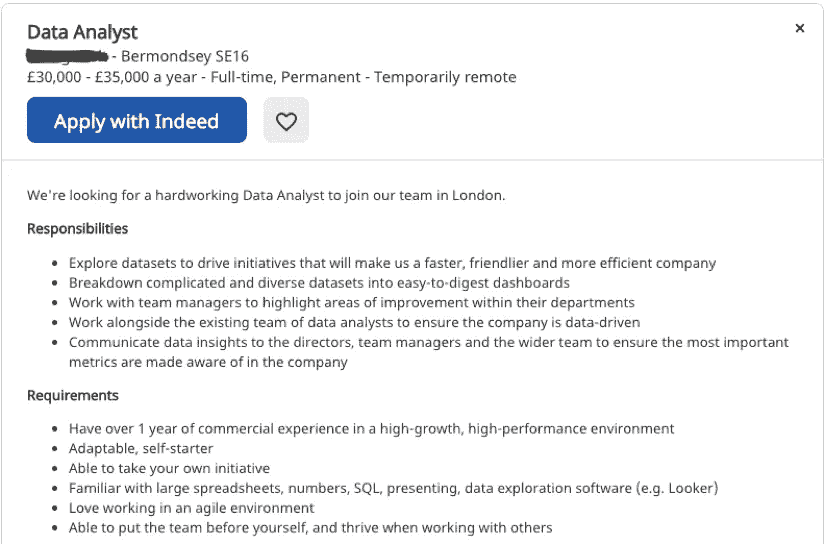 Data Analyst
- Bermondsey SE16
£30,000 - £35,000 a year - Full-time, Permanent - Temporarily remote
Apply with Indeed
We're looking for a hardworking Data Analyst to join our team in London.
Responsibilities
• Explore datasets to drive initiatives that will make us a faster, friendlier and more efficient company
• Breakdown complicated and diverse datasets into easy-to-digest dashboards
• Work with team managers to highlight areas of improvement within their departments
• Work alongside the existing team of data analysts to ensure the company is data-driven
• Communicate data insights to the directors, team managers and the wider team to ensure the most important
metrics are made aware of in the company
Requirements
• Have over 1 year of commercial experience in a high-growth, high-performance environment
• Adaptable, self-starter
• Able to take your own initiative
• Familiar with large spreadsheets, numbers, SQL, presenting, data exploration software (e.g. Looker)
• Love working in an agile environment
• Able to put the team before yourself, and thrive when working with others